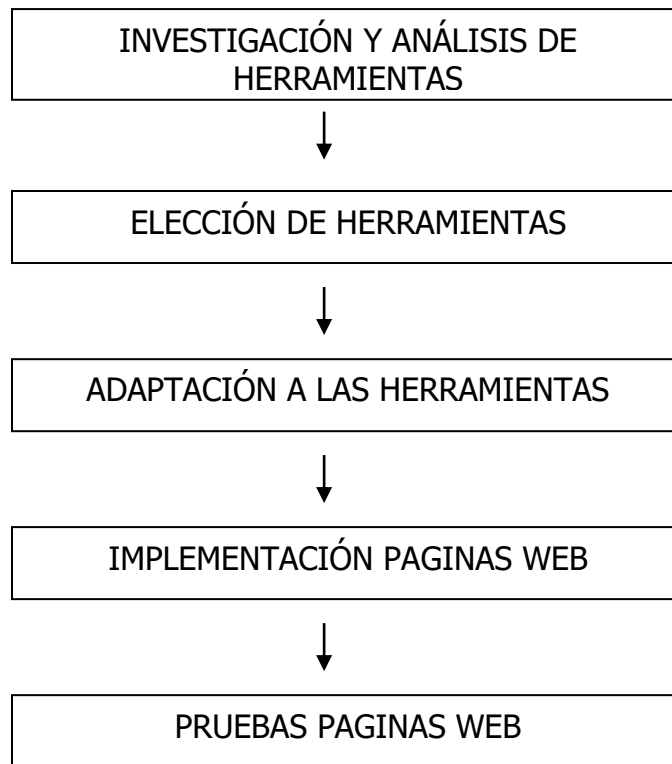 INVESTIGACIÓN Y ANÁLISIS DE
HERRAMIENTAS
ELECCIÓN DE HERRAMIENTAS
ADAPTACIÓN A LAS HERRAMIENTAS
IMPLEMENTACIÓN PAGINAS WEB
PRUEBAS PAGINAS WEB